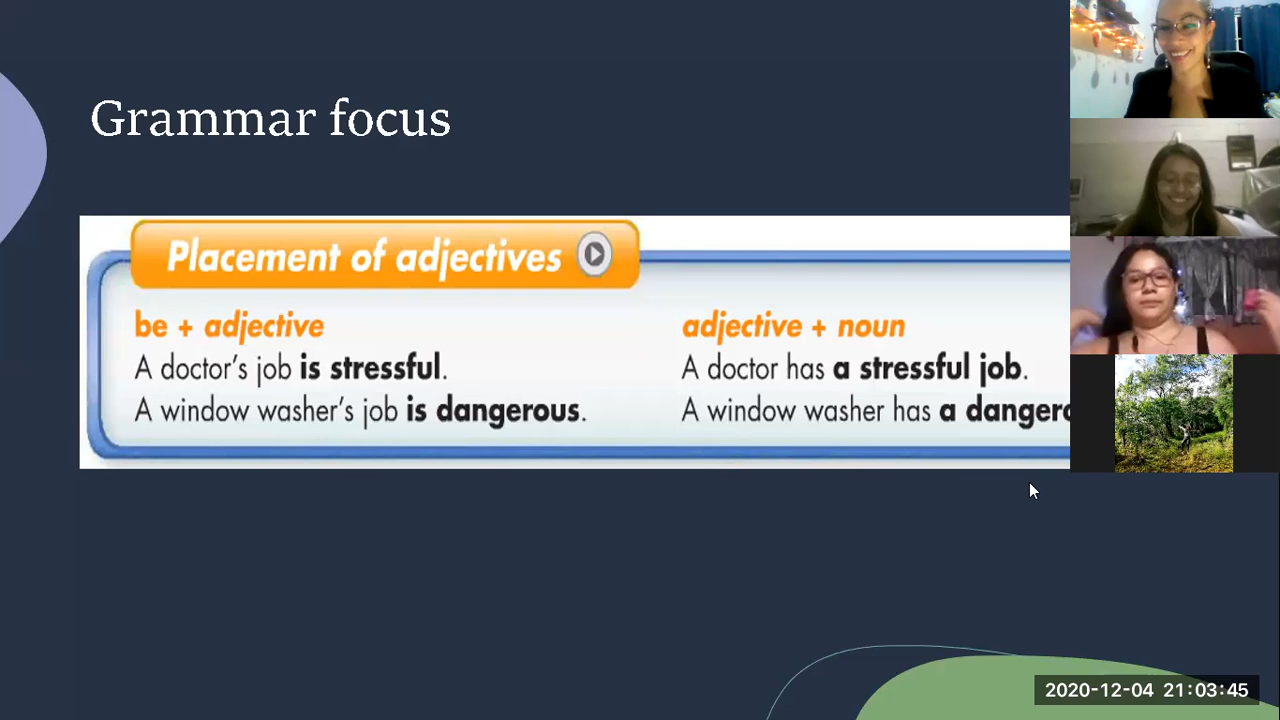 Grammar focus
Placement of adjectives
be + adjective
A doctor's job is stressful.
A window washer's job is dangerous.
adjective + noun
A doctor has a stressful job.
A window washer has a
2020-12-04 21:03:45